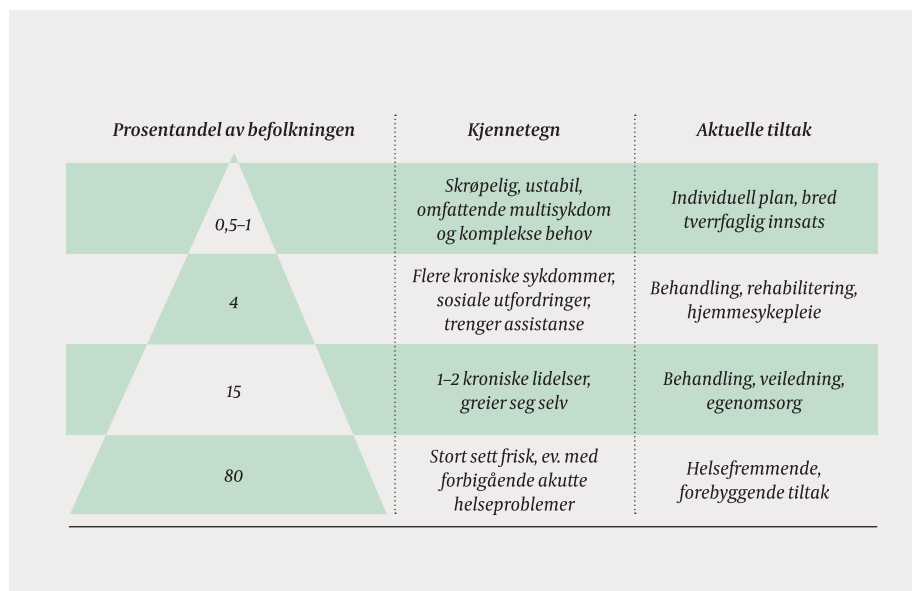 Prosentandel av befolkningen
Kjennetegn
Aktuelle tiltak
0,5–1
Skrøpelig, ustabil,
omfattende multisykdom
og komplekse behov
Individuell plan, bred
tverrfaglig innsats
4
Flere kroniske sykdommer,
sosiale utfordringer,
trenger assistanse
Behandling, rehabilitering,
hjemmesykepleie
15
1–2 kroniske lidelser,
greier seg selv
Behandling, veiledning,
egenomsorg
80
Stort sett frisk, ev. med
forbigående akutte
helseproblemer
Helsefremmende,
forebyggende tiltak